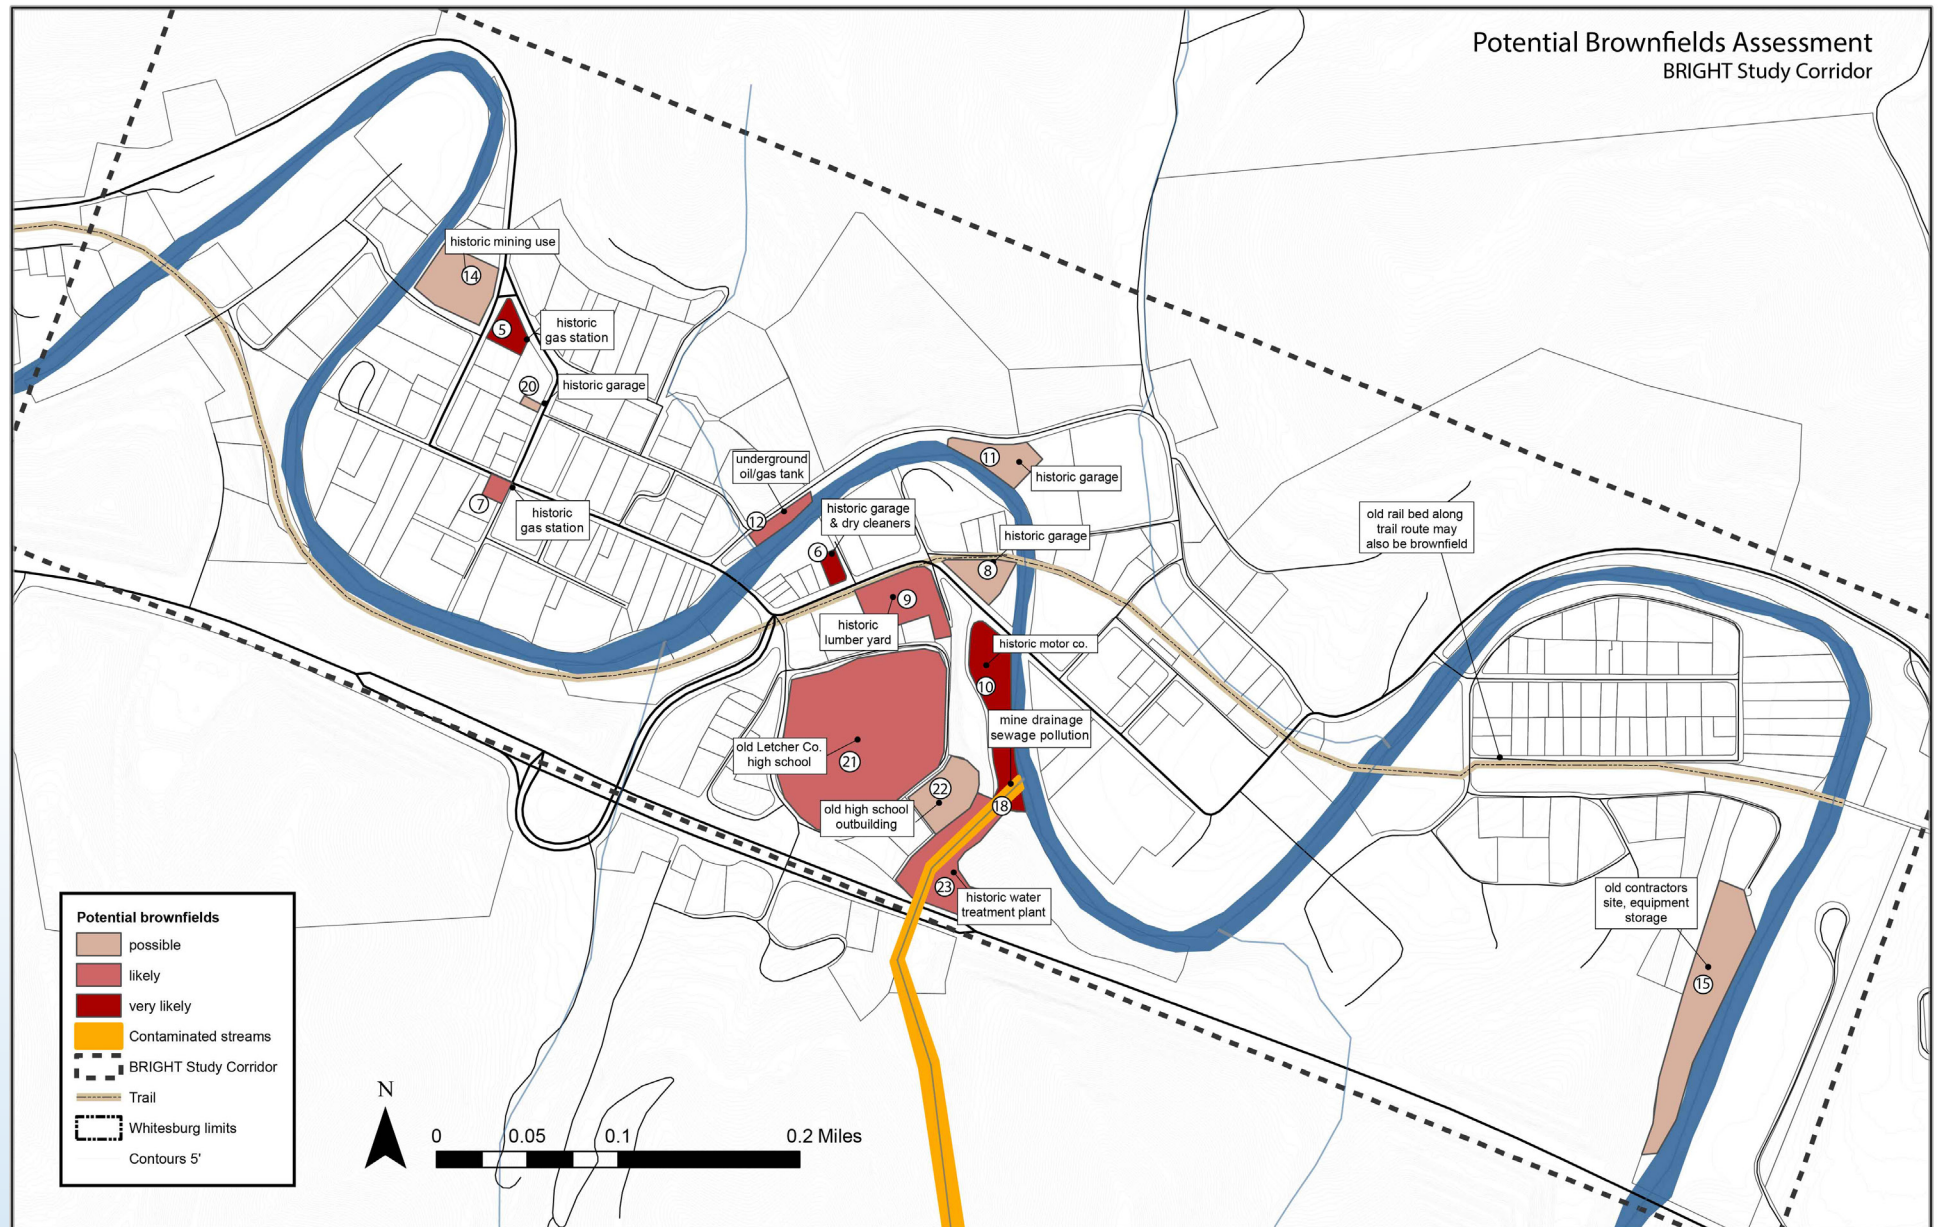 Potential Brownfields Assessment
BRIGHT Study Corridor
historic mining use
14
5
historic
gas station
20
historic garage
7
historic
gas station
underground
oil/gas tank
12
historic garage
& dry cleaners
6
11
historic garage
historic garage
8
9
historic
lumber yard
historic motor co.
10
mine drainage
sewage pollution
old Letcher Co.
high school
21
22
old high school
outbuilding
18
23
historic water
treatment plant
old rail bed along
trail route may
also be brownfield
old contractors
site, equipment
storage
15
Potential brownfields
possible
likely
very likely
Contaminated streams
BRIGHT Study Corridor
Trail
Whitesburg limits
Contours 5'
N
0 0.05 0.1 0.2 Miles